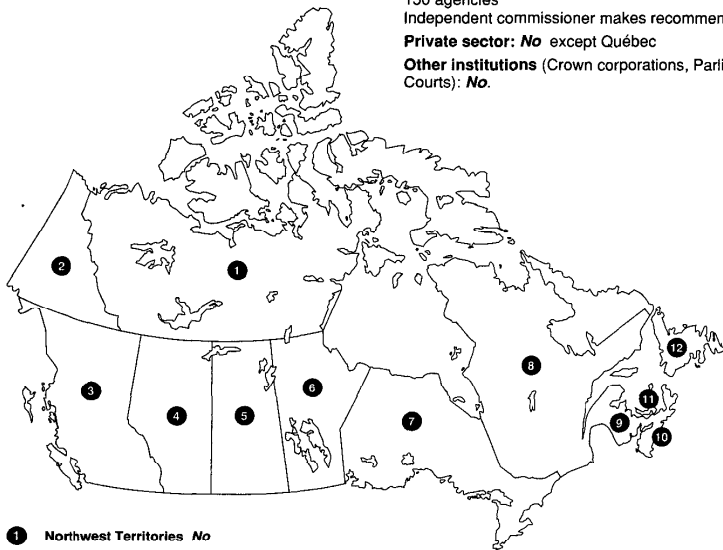 150 agencies
Independent commissioner makes recommen
Private sector: No except Québec
Other institutions (Crown corporations, Parli
Courts): No.
2
1
3
4
5
6
7
8
12
11
9
10
1 Northwest Territories No